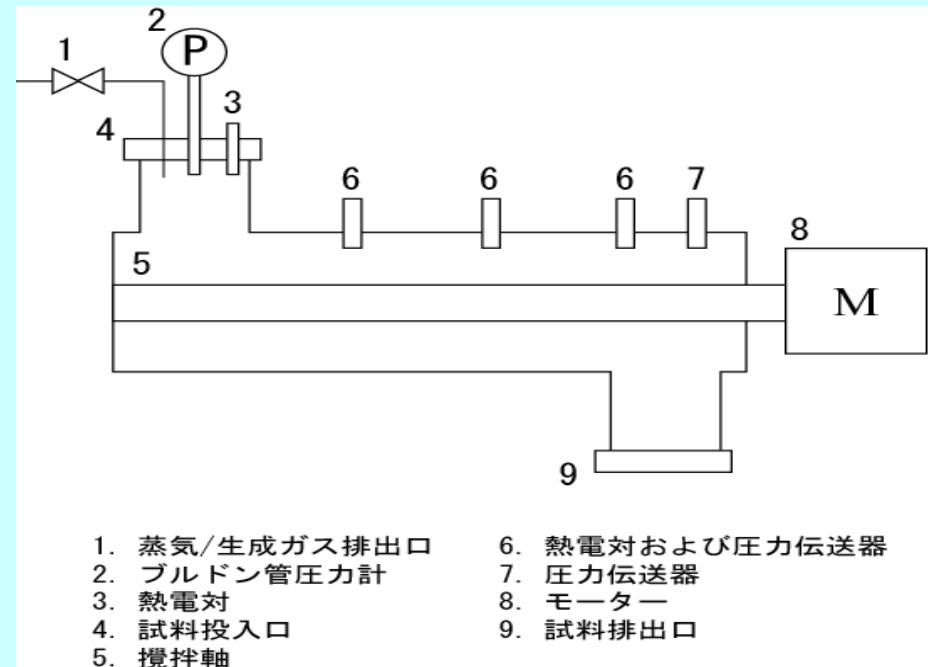 2
1
P
3
4
6
6
6
7
8
5
M
9
1. 蒸気/生成ガス排出口
2. ブルドン管圧力計
3. 熱電対
4. 試料投入口
5. 攪拌軸
6. 熱電対および圧力伝送器
7. 圧力伝送器
8. モーター
9. 試料排出口